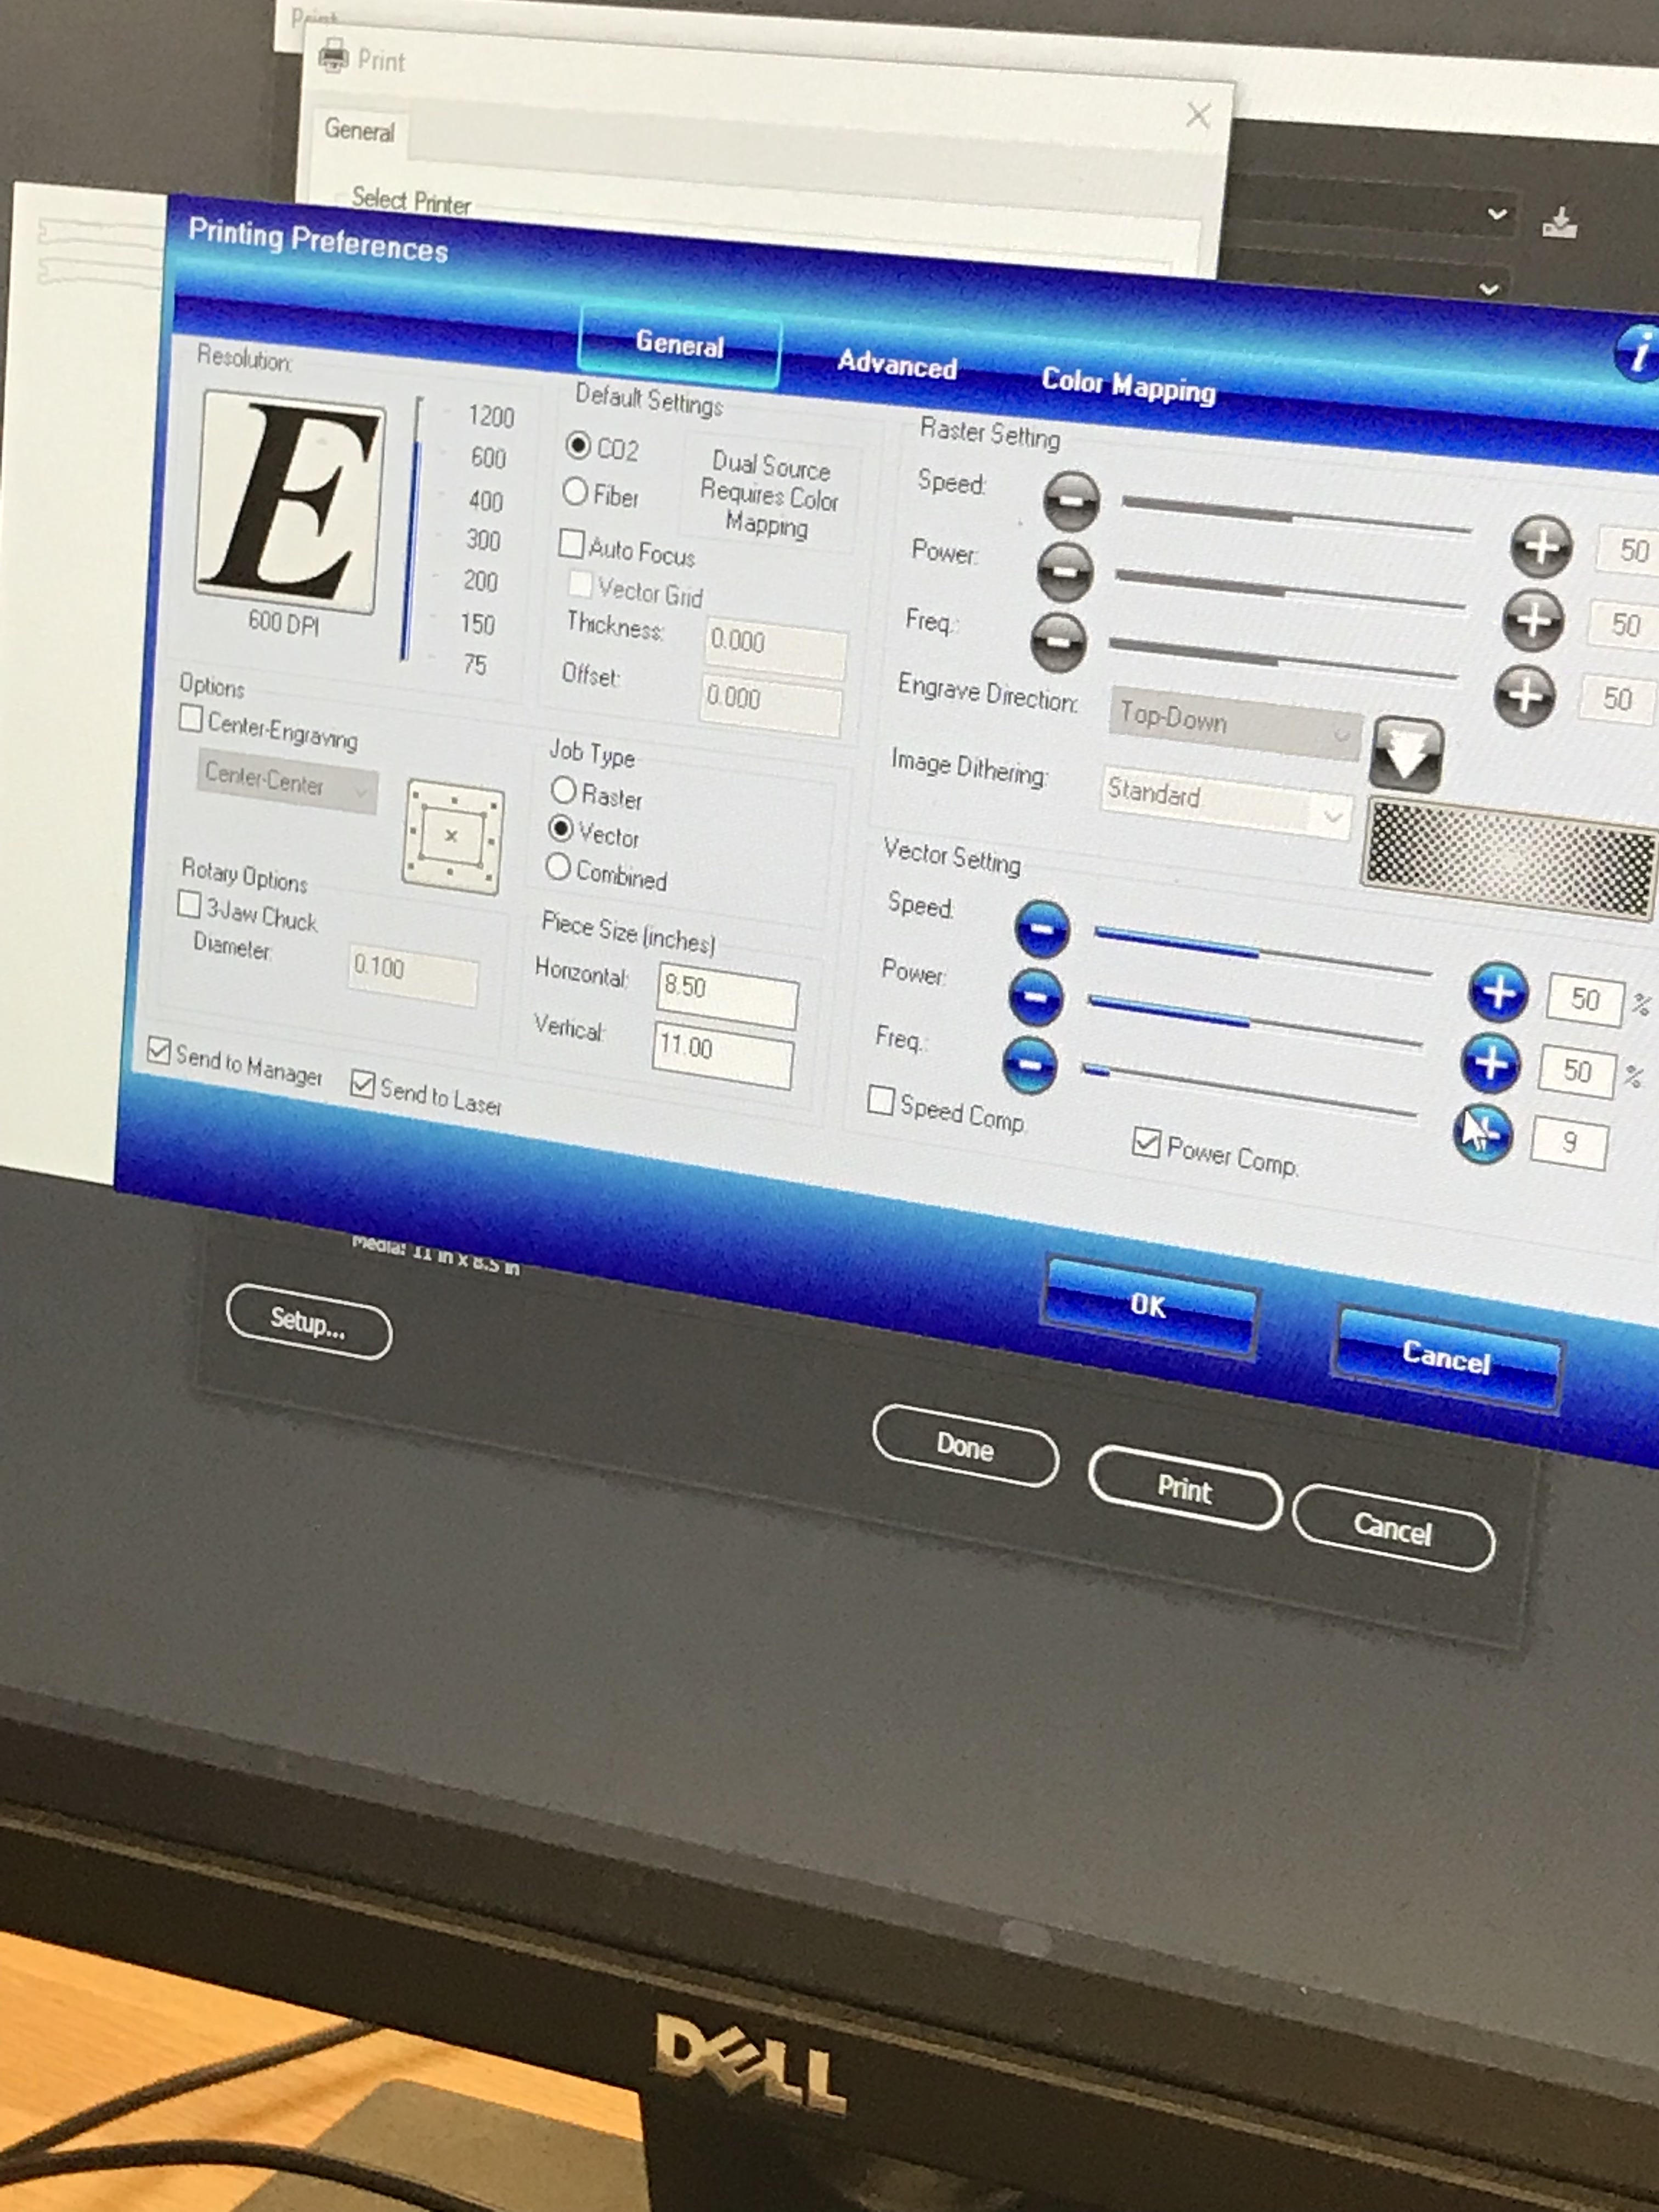 Print
Print
General
Select Printer
Printing Preferences
i
General
Advanced
Color Mapping
Resolution:
E
600 DPI
1200
600
400
300
200
150
75
Default Settings
CO2
Fiber
Dual Source
Requires Color
Mapping
Auto Focus
Vector Grid
Thickness: 0.000
Offset: 0.000
Raster Setting
Speed: 50
Power: 50
Freq.: 50
Engrave Direction: Top-Down
Image Dithering: Standard
Options
Center-Engraving
Center-Center
Job Type
Raster
Vector
Combined
Rotary Options
3-Jaw Chuck
Diameter: 0.100
Piece Size (inches)
Horizontal: 8.50
Vertical: 11.00
Vector Setting
Speed: 50 %
Power: 50 %
Freq.: 9
Speed Comp.
Power Comp.
Send to Manager
Send to Laser
OK
Cancel
Media: 11 in x 8.5 in
Setup...
Done
Print
Cancel
DELL